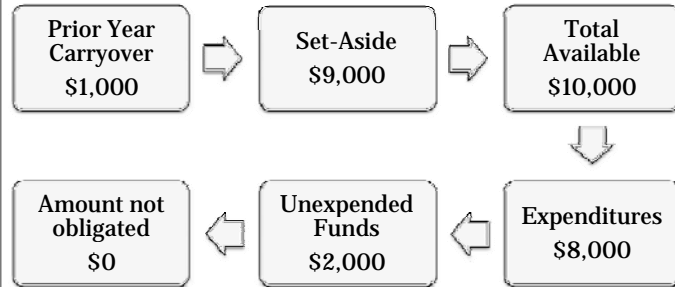 Prior Year
Carryover
$1,000
Set-Aside
$9,000
Total
Available
$10,000
Expenditures
$8,000
Unexpended
Funds
$2,000
Amount not
obligated
$0